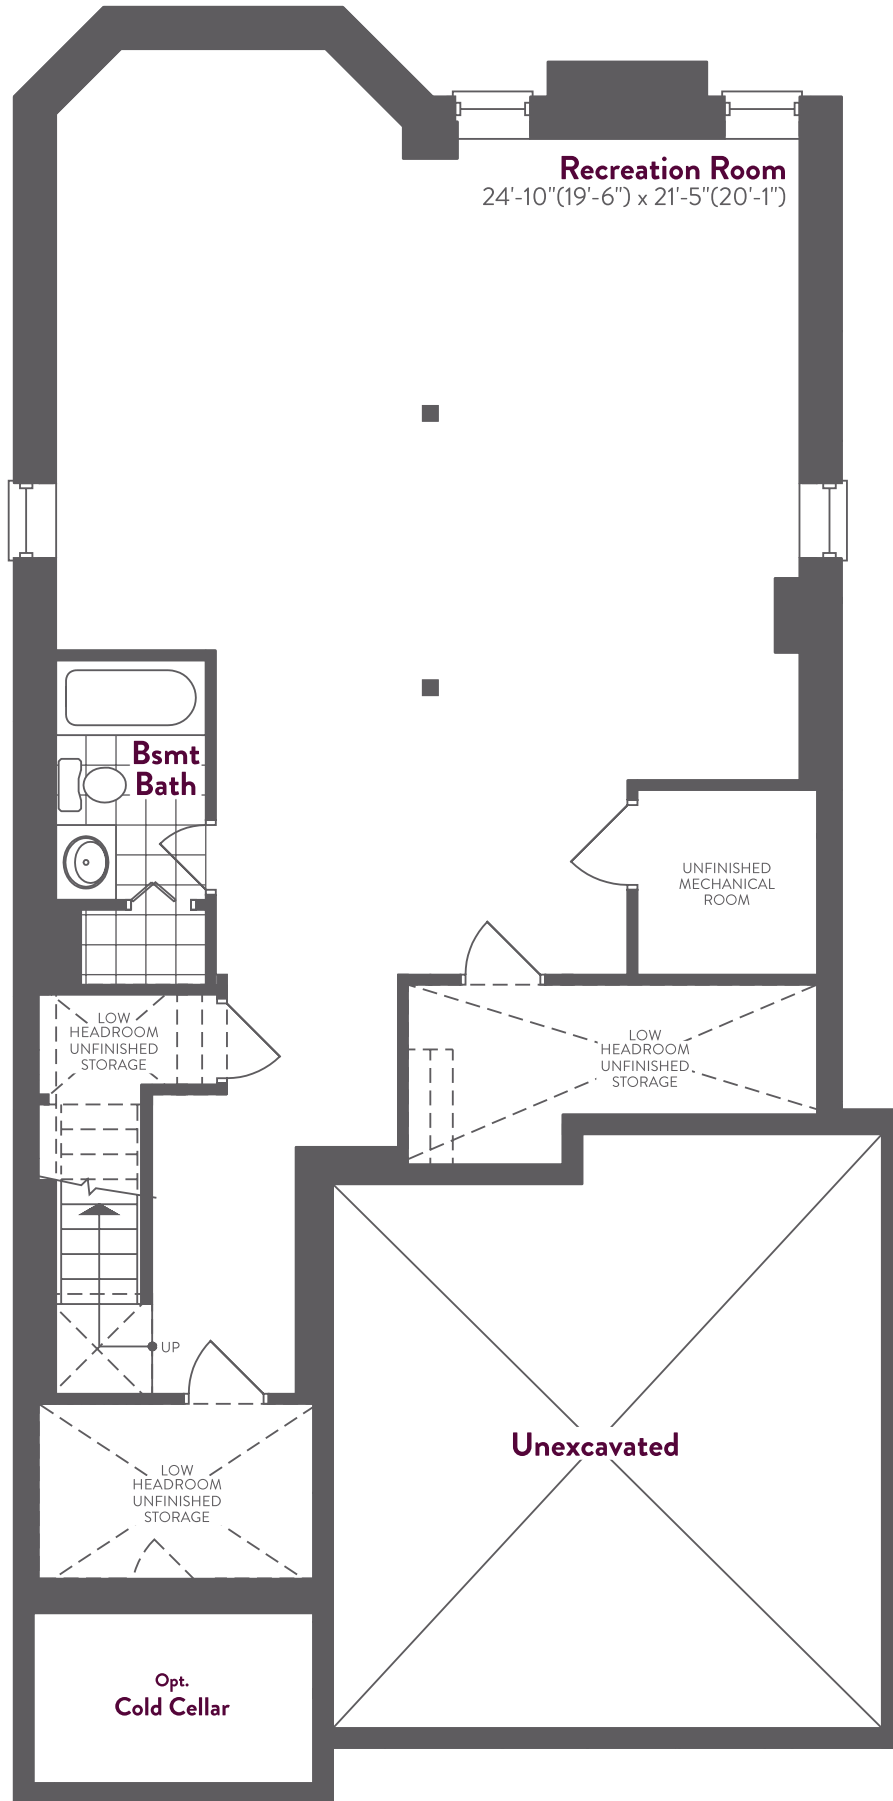 Recreation Room
24'-10"(19'-6") x 21'-5"(20'-1")
Bsmt
Bath
UNFINISHED
MECHANICAL
ROOM
LOW
HEADROOM
UNFINISHED
STORAGE
LOW
HEADROOM
UNFINISHED
STORAGE
UP
Unexcavated
LOW
HEADROOM
UNFINISHED
STORAGE
Opt.
Cold Cellar